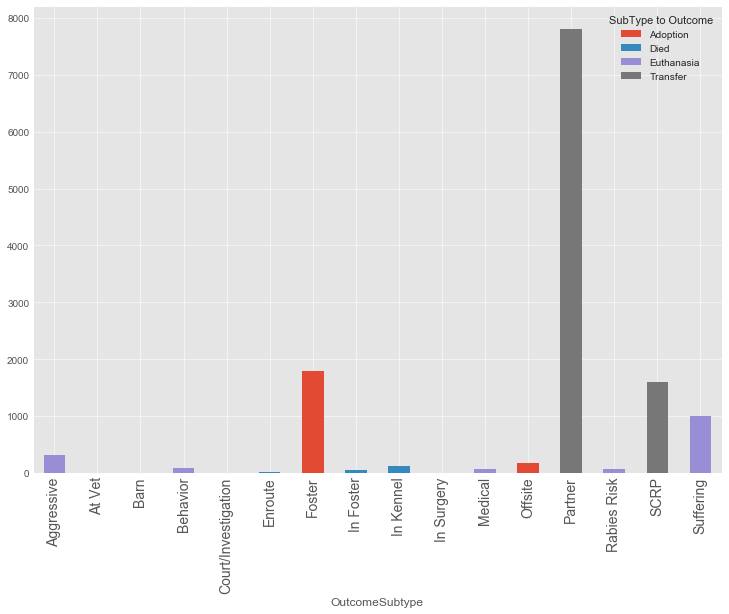 SubType to Outcome
Adoption
Died
Euthanasia
Transfer
8000
7000
6000
5000
4000
3000
2000
1000
0
Aggressive
At Vet
Barn
Behavior
Court/Investigation
Enroute
Foster
In Foster
In Kennel
In Surgery
Medical
Offsite
Partner
Rabies Risk
SCRP
Suffering
OutcomeSubtype